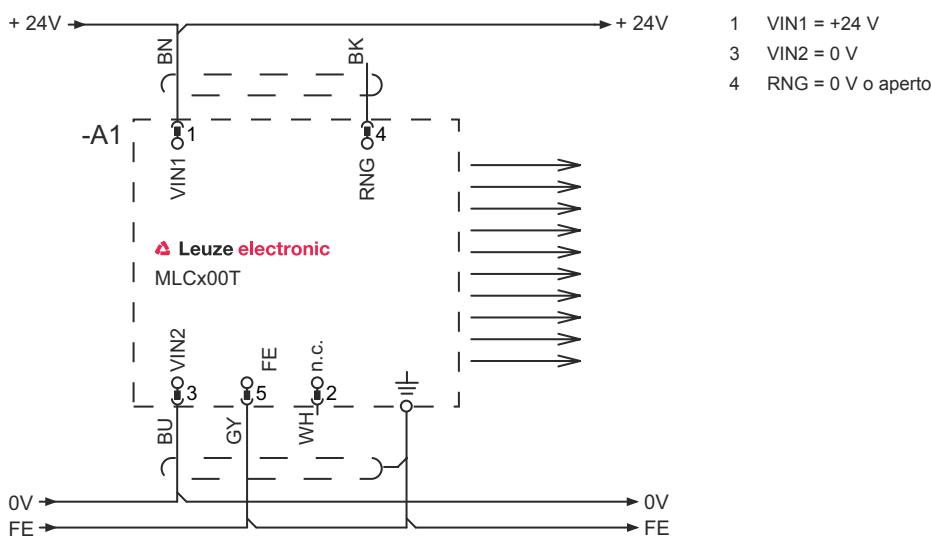 + 24V
+ 24V
BN
BK
-A1
1
4
VIN1
RNG
Leuze electronic
MLCx00T
VIN2
FE
n.c.
3
5
2
BU
GY
WH
0V
0V
FE
FE
1 VIN1 = +24 V
3 VIN2 = 0 V
4 RNG = 0 V o aperto